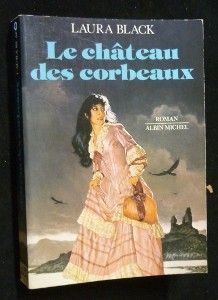 LAURA BLACK
Le château
des corbeaux
ROMAN
ALBIN MICHEL